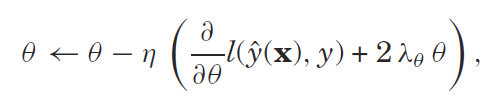 θ ← θ − η ( ∂/∂θ l(ŷ(𝐱), y) + 2 λ_θ θ ) ,